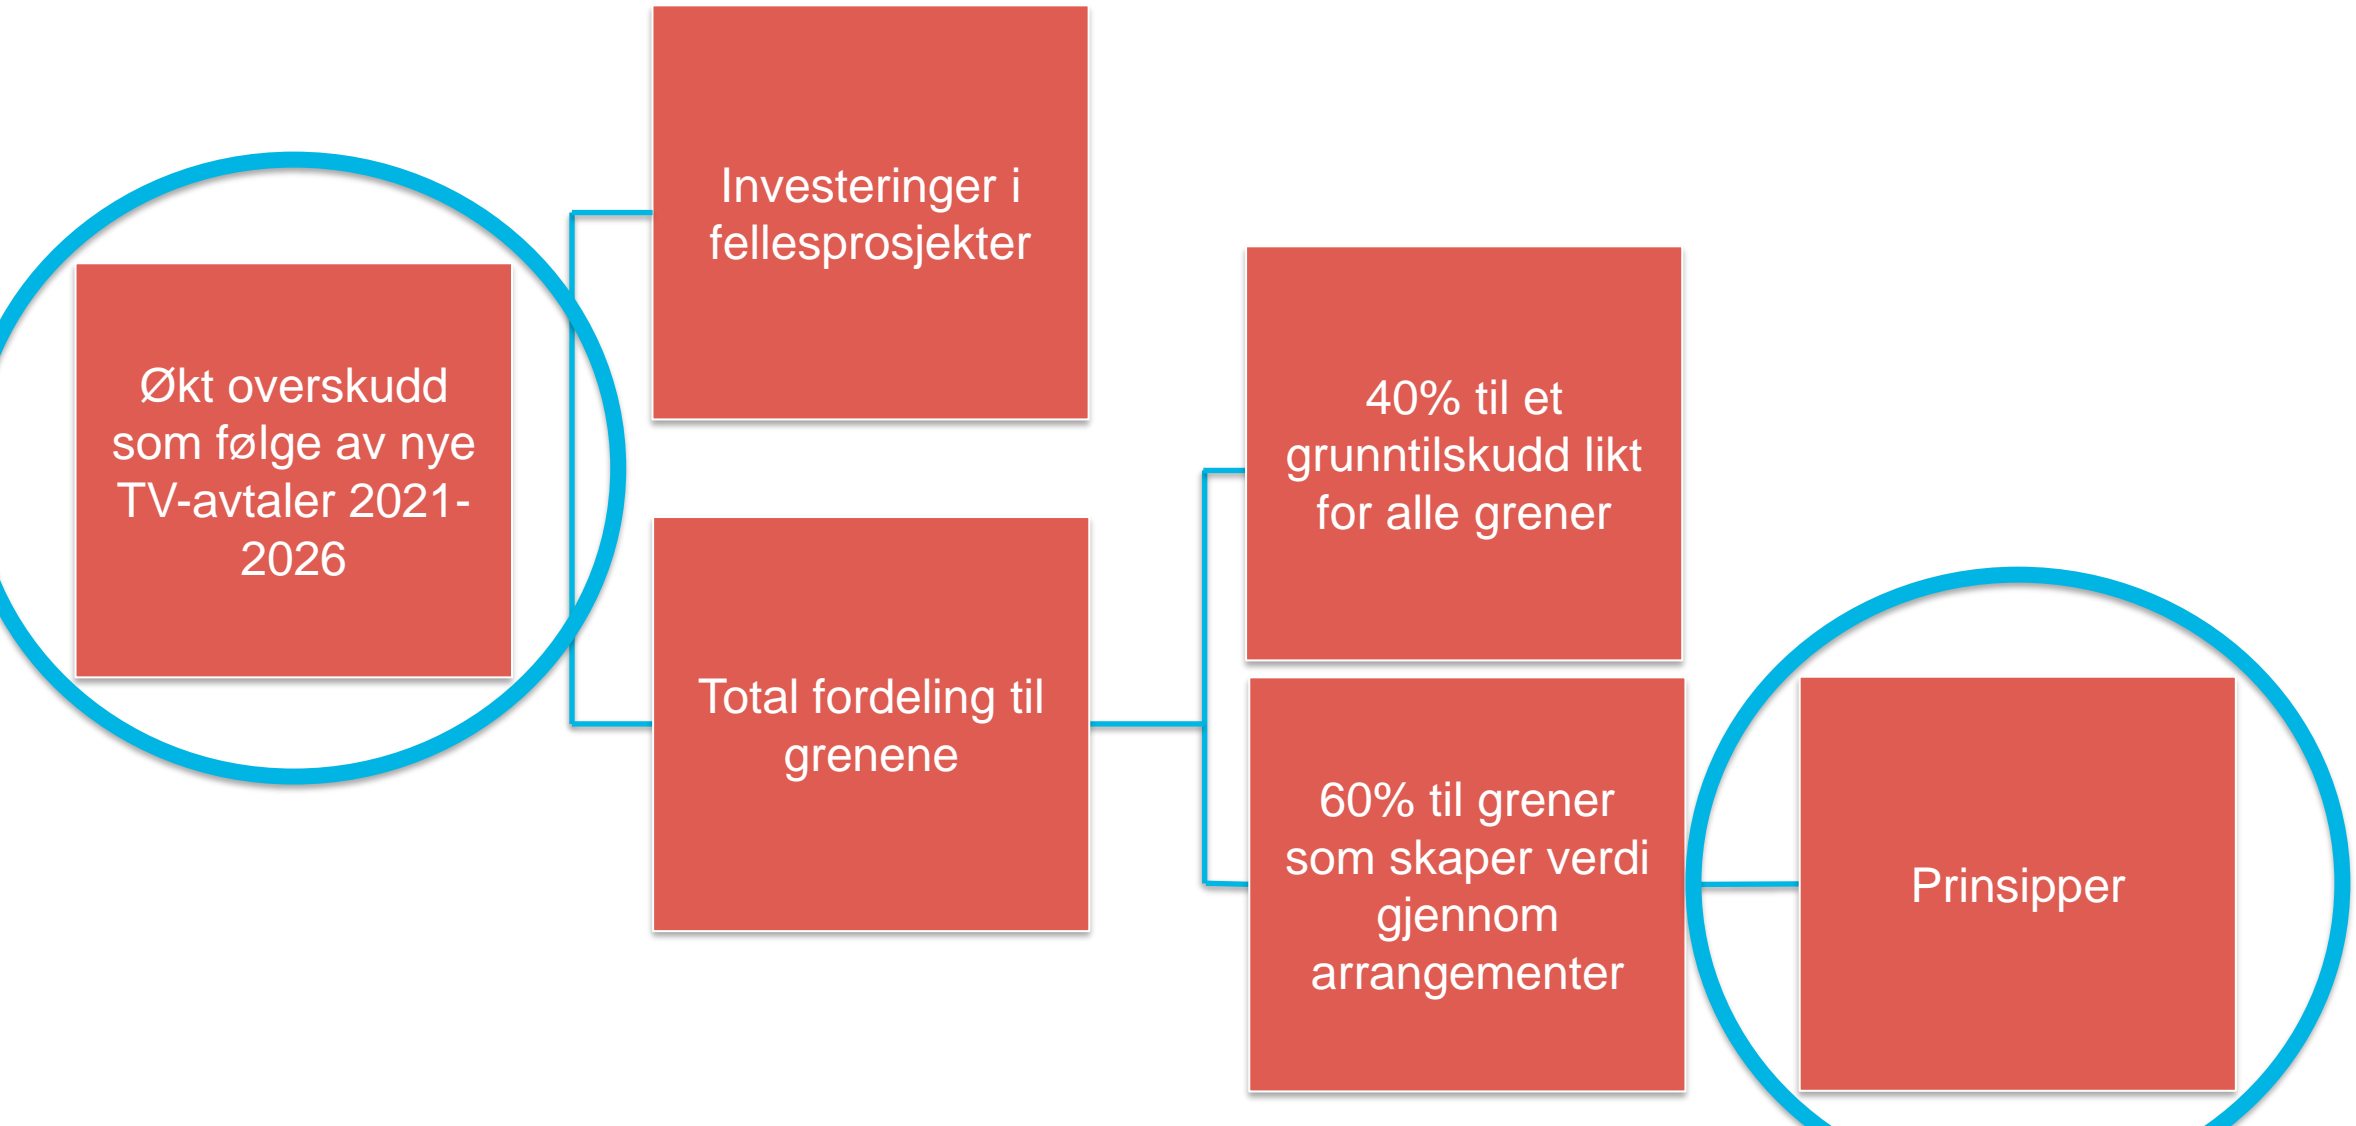 Investeringer i
fellesprosjekter
Økt overskudd
som følge av nye
TV-avtaler 2021-
2026
40% til et
grunntilskudd likt
for alle grener
Total fordeling til
grenene
60% til grener
som skaper verdi
gjennom
arrangementer
Prinsipper